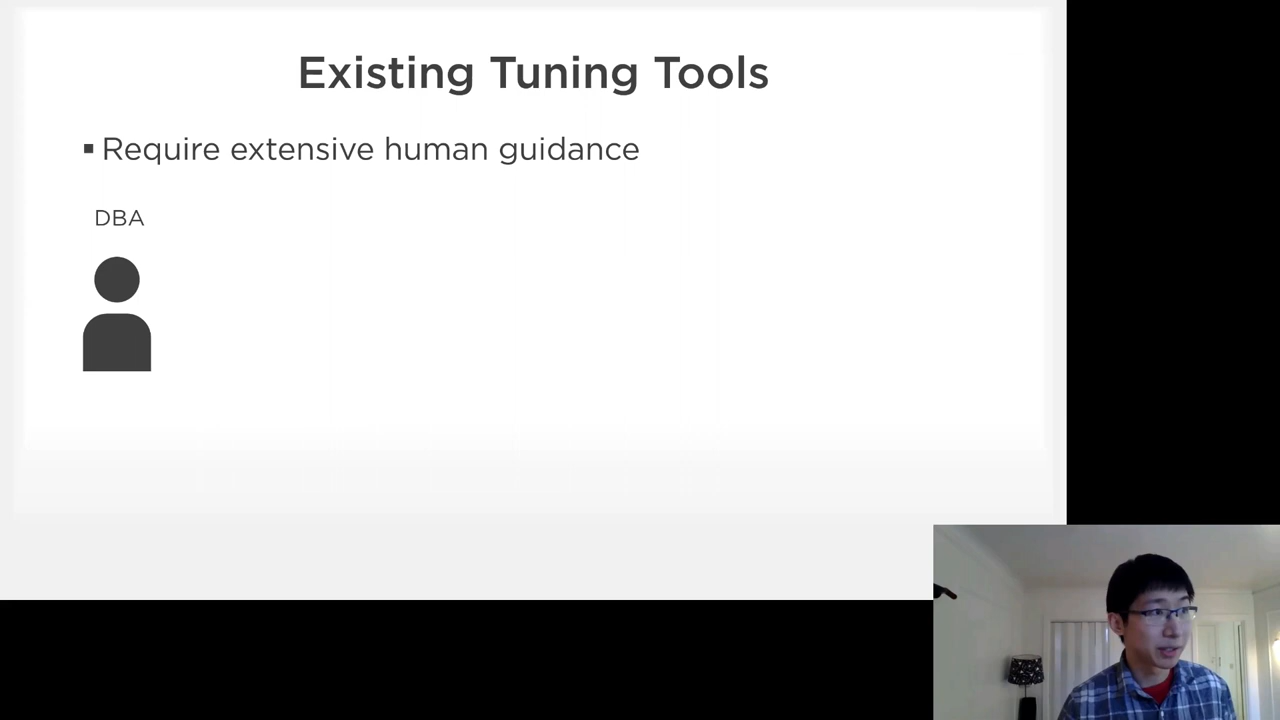 Existing Tuning Tools
▪ Require extensive human guidance
DBA